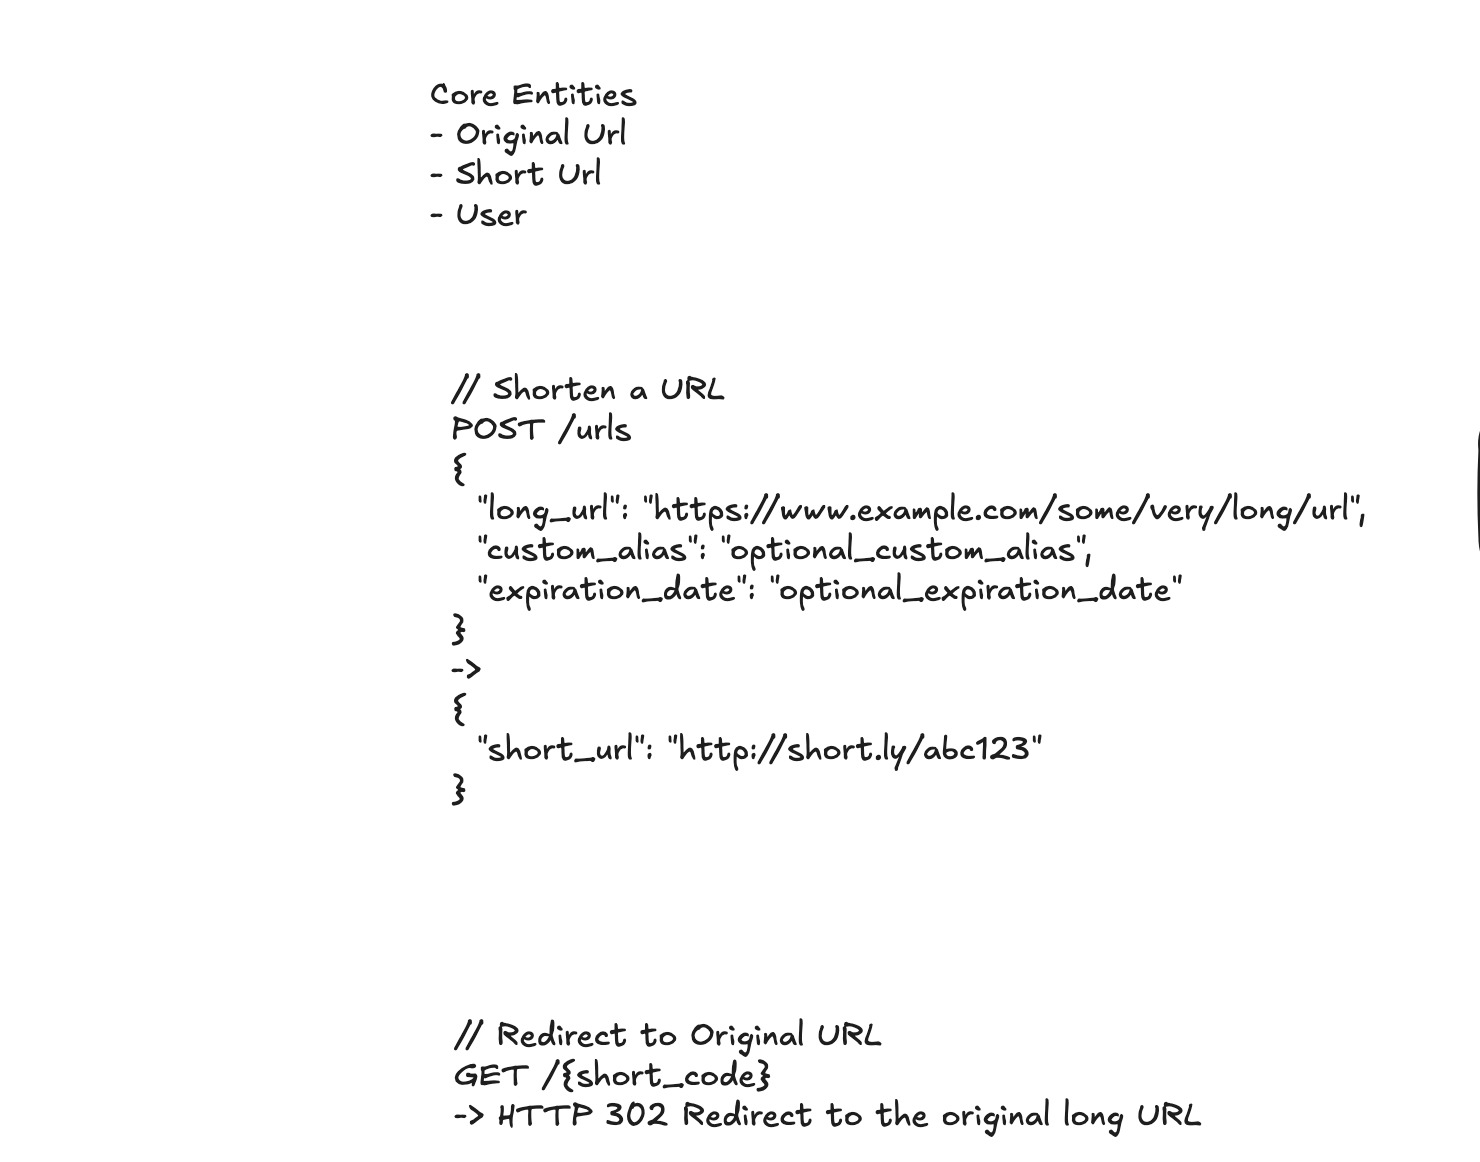 Core Entities
- Original Url
- Short Url
- User
// Shorten a URL
POST /urls
{
"long_url": "https://www.example.com/some/very/long/url",
"custom_alias": "optional_custom_alias",
"expiration_date": "optional_expiration_date"
}
->
{
"short_url": "http://short.ly/abc123"
}
// Redirect to Original URL
GET /{short_code}
-> HTTP 302 Redirect to the original long URL